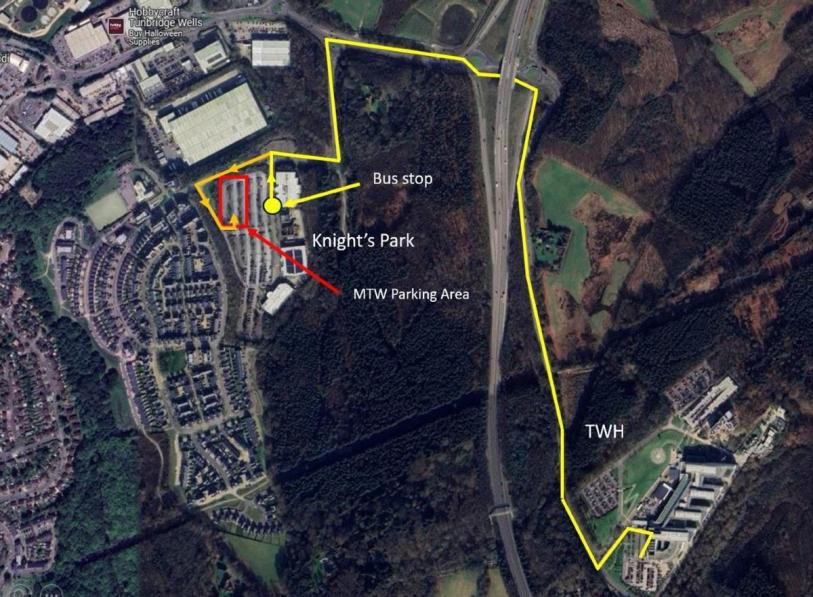 Hobbycraft
Tunbridge Wells
Buy Halloween
Supplies
Bus stop
Knight's Park
MTW Parking Area
TWH